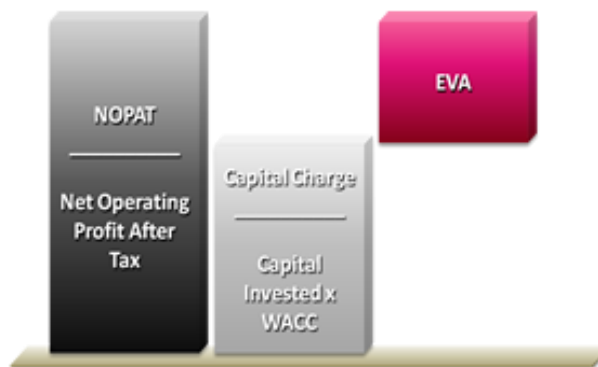 NOPAT
Net Operating
Profit After
Tax
Capital Charge
Capital
Invested x
WACC
EVA